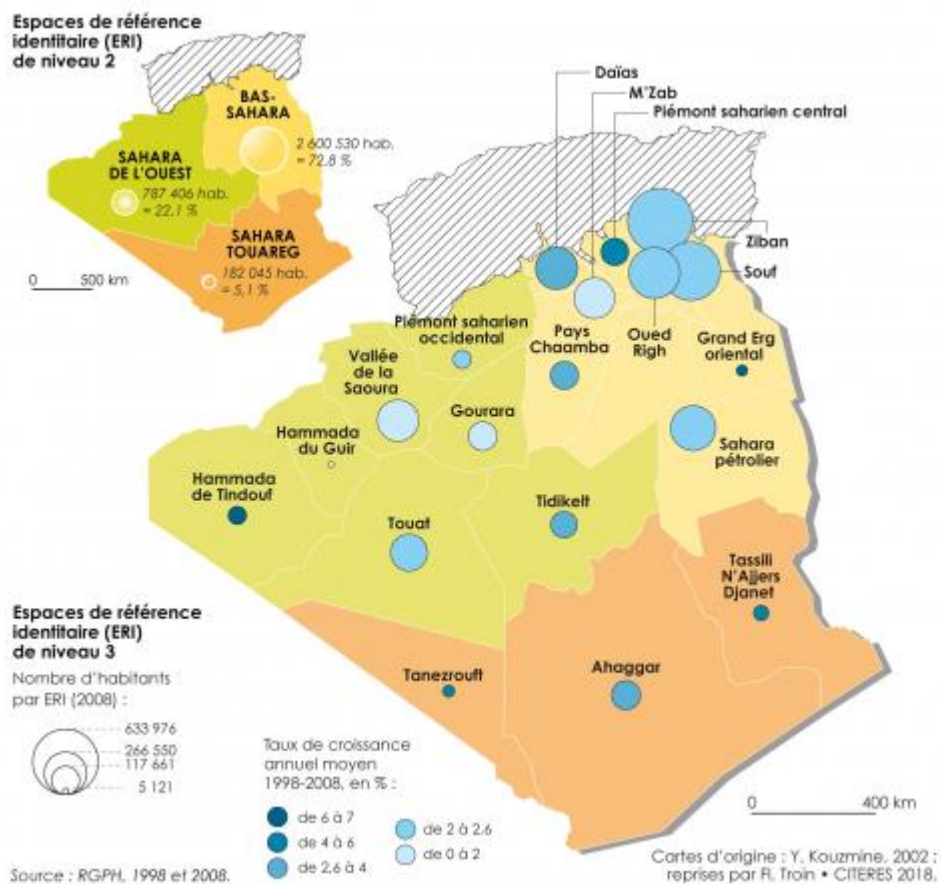 Espaces de référence
identitaire (ERI)
de niveau 2
BAS-
SAHARA
2 600 530 hab.
= 72,8 %
SAHARA
DE L'OUEST
787 406 hab.
= 22,1 %
SAHARA
TOUAREG
182 045 hab.
= 5,1 %
0 500 km
Daïas
M'Zab
Piémont saharien central
Ziban
Souf
Piémont saharien
occidental
Pays
Chaamba
Oued
Righ
Grand Erg
oriental
Vallée
de la
Saoura
Gourara
Hammada
du Guir
Sahara
pétrolier
Hammada
de Tindouf
Tidikelt
Touat
Tassili
N'Ajjers
Djanet
Tanezrouft
Ahaggar
Espaces de référence
identitaire (ERI)
de niveau 3
Nombre d'habitants
par ERI (2008) :
633 976
266 550
117 661
5 121
Taux de croissance
annuel moyen
1998-2008, en % :
de 6 à 7
de 4 à 6
de 2,6 à 4
de 2 à 2.6
de 0 à 2
0 400 km
Source : RGPH, 1998 et 2008.
Cartes d'origine : Y. Kouzmine, 2002 ;
reprises par Fl. Troin • CITERES 2018.